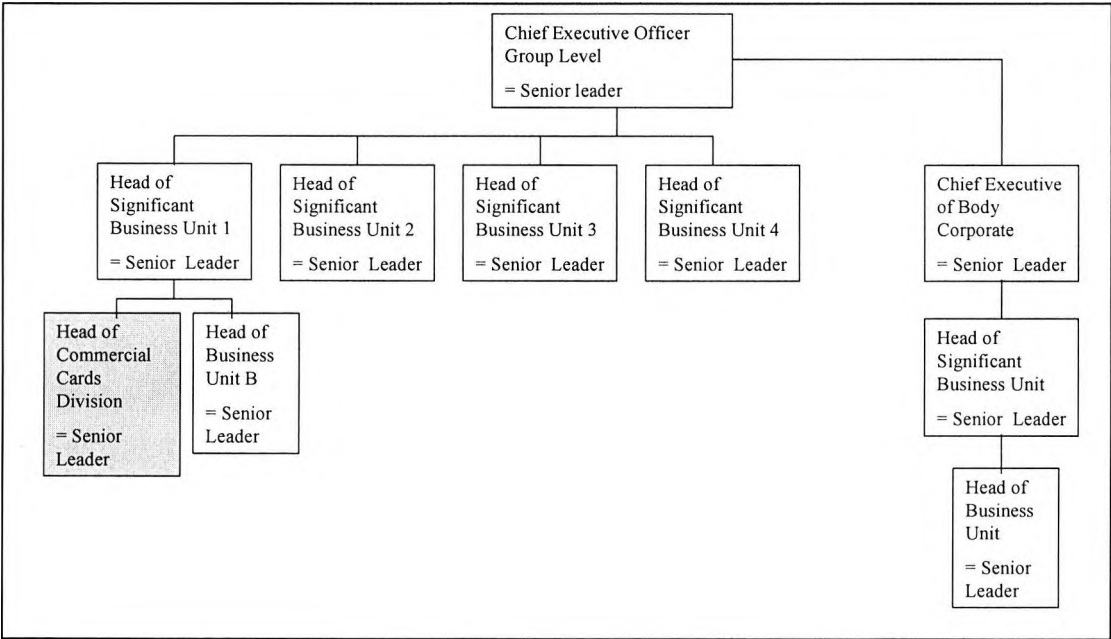 Chief Executive Officer
Group Level
= Senior leader
Head of
Significant
Business Unit 1
= Senior Leader
Head of
Significant
Business Unit 2
= Senior Leader
Head of
Significant
Business Unit 3
= Senior Leader
Head of
Significant
Business Unit 4
= Senior Leader
Chief Executive
of Body
Corporate
= Senior Leader
Head of
Commercial
Cards
Division
= Senior
Leader
Head of
Business
Unit B
= Senior
Leader
Head of
Significant
Business Unit
= Senior Leader
Head of
Business
Unit
= Senior
Leader